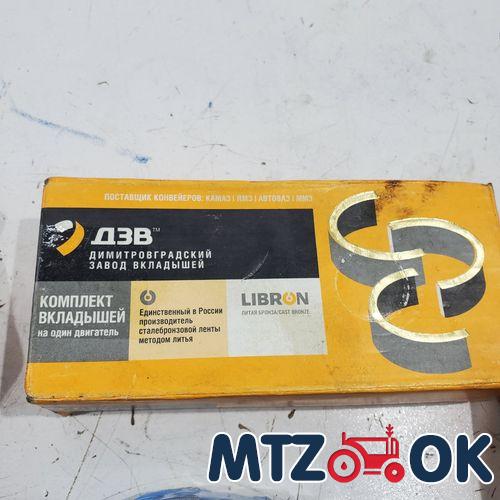 ПОСТАВЩИК КОНВЕЙЕРОВ: КАМАЗ | ЯМЗ | АВТОВАЗ | ММЗ
ДЗВ™
ДИМИТРОВГРАДСКИЙ
ЗАВОД ВКЛАДЫШЕЙ
КОМПЛЕКТ
ВКЛАДЫШЕЙ
на один двигатель
Единственный в России
производитель
сталебронзовой ленты
методом литья
LIBRON
ЛИТАЯ БРОНЗА/CAST BRONZE
MTZ OK